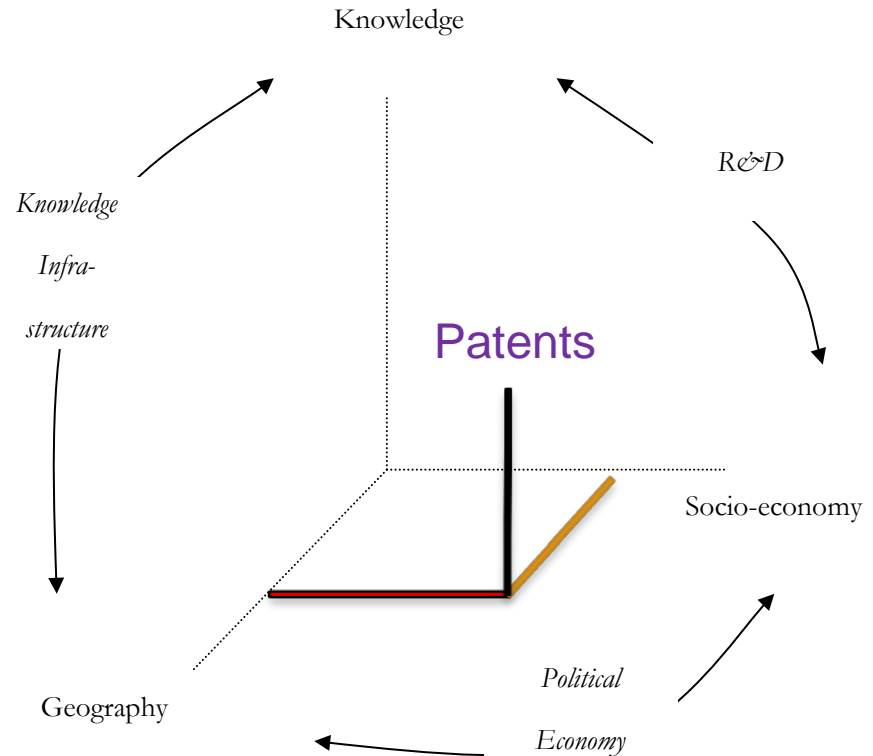 Knowledge
R&D
Knowledge
Infra-
structure
Patents
Socio-economy
Geography
Political
Economy